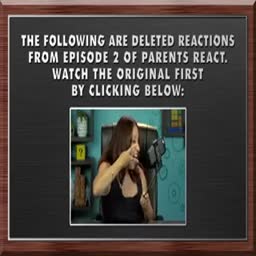 THE FOLLOWING ARE DELETED REACTIONS
FROM EPISODE 2 OF PARENTS REACT.
WATCH THE ORIGINAL FIRST
BY CLICKING BELOW: